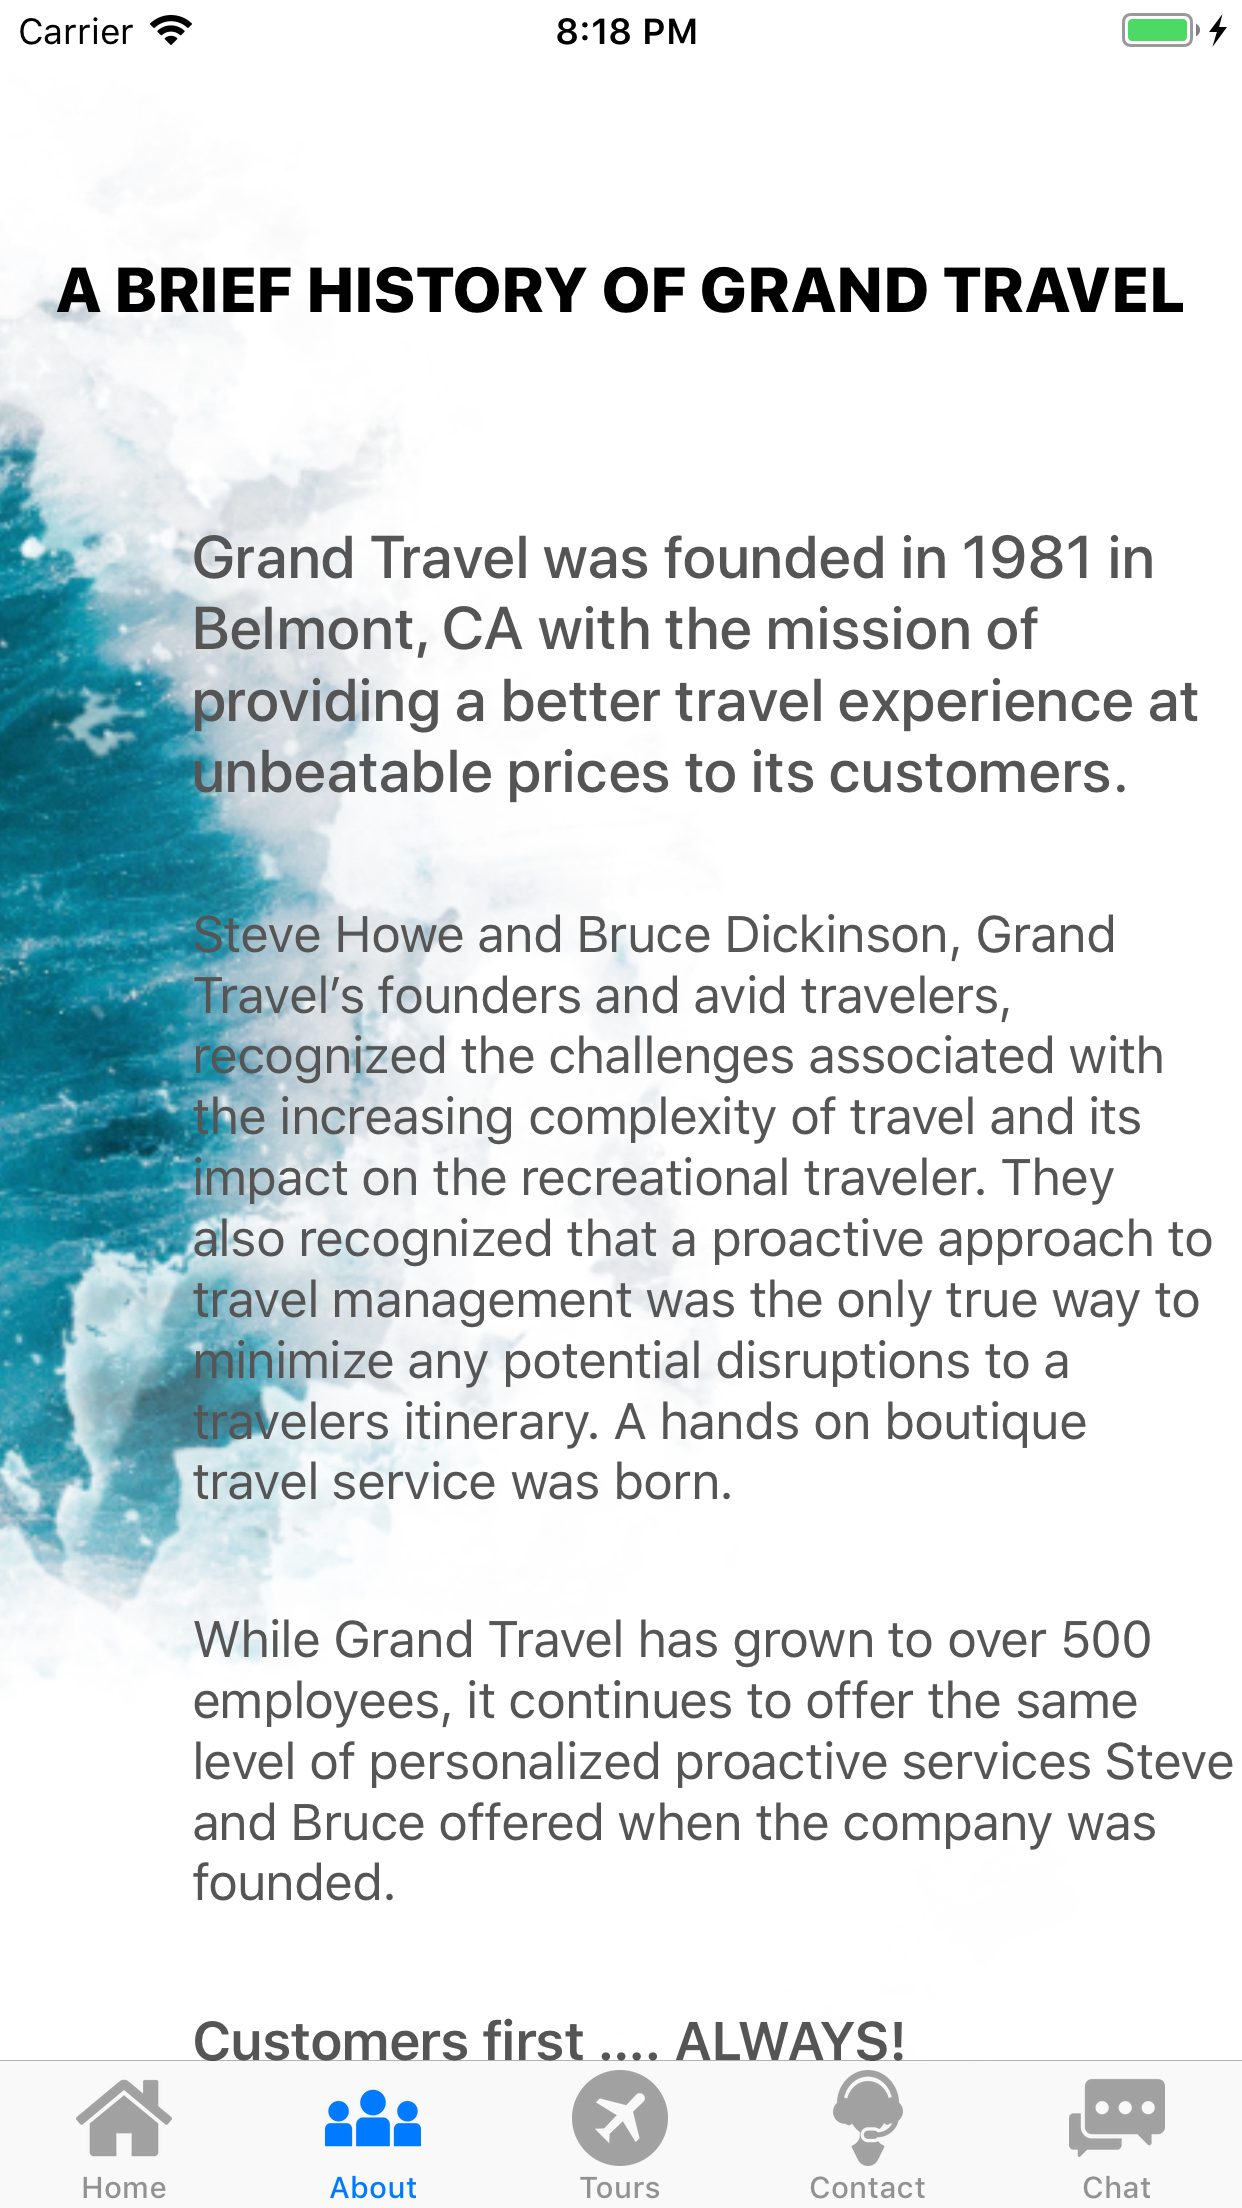 Carrier 8:18 PM
A BRIEF HISTORY OF GRAND TRAVEL
Grand Travel was founded in 1981 in
Belmont, CA with the mission of
providing a better travel experience at
unbeatable prices to its customers.
Steve Howe and Bruce Dickinson, Grand
Travel’s founders and avid travelers,
recognized the challenges associated with
the increasing complexity of travel and its
impact on the recreational traveler. They
also recognized that a proactive approach to
travel management was the only true way to
minimize any potential disruptions to a
travelers itinerary. A hands on boutique
travel service was born.
While Grand Travel has grown to over 500
employees, it continues to offer the same
level of personalized proactive services Steve
and Bruce offered when the company was
founded.
Customers first .... ALWAYS!
Home About Tours Contact Chat